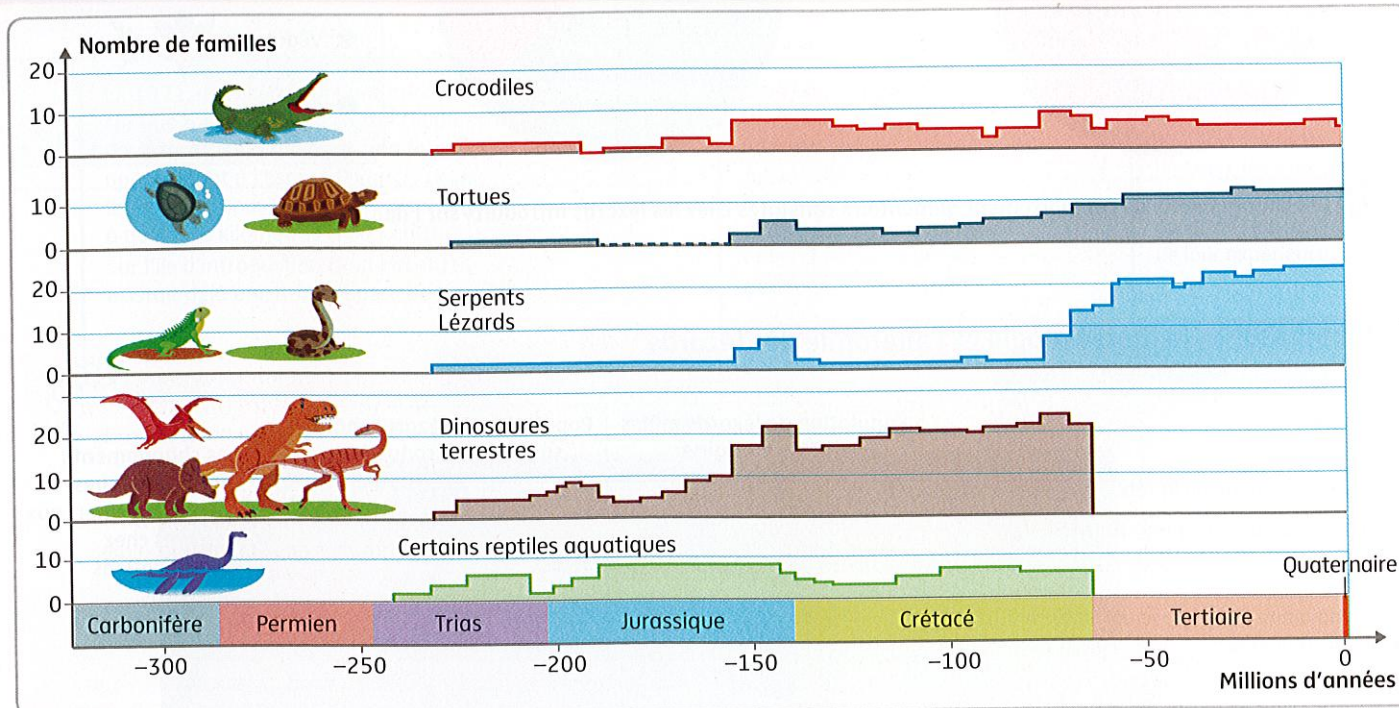 Nombre de familles
20
10
0
Crocodiles
10
0
Tortues
20
10
0
Serpents
Lézards
20
10
0
Dinosaures
terrestres
10
0
Certains reptiles aquatiques
Quaternaire
Carbonifère Permien Trias Jurassique Crétacé Tertiaire
–300 –250 –200 –150 –100 –50 0
Millions d'années